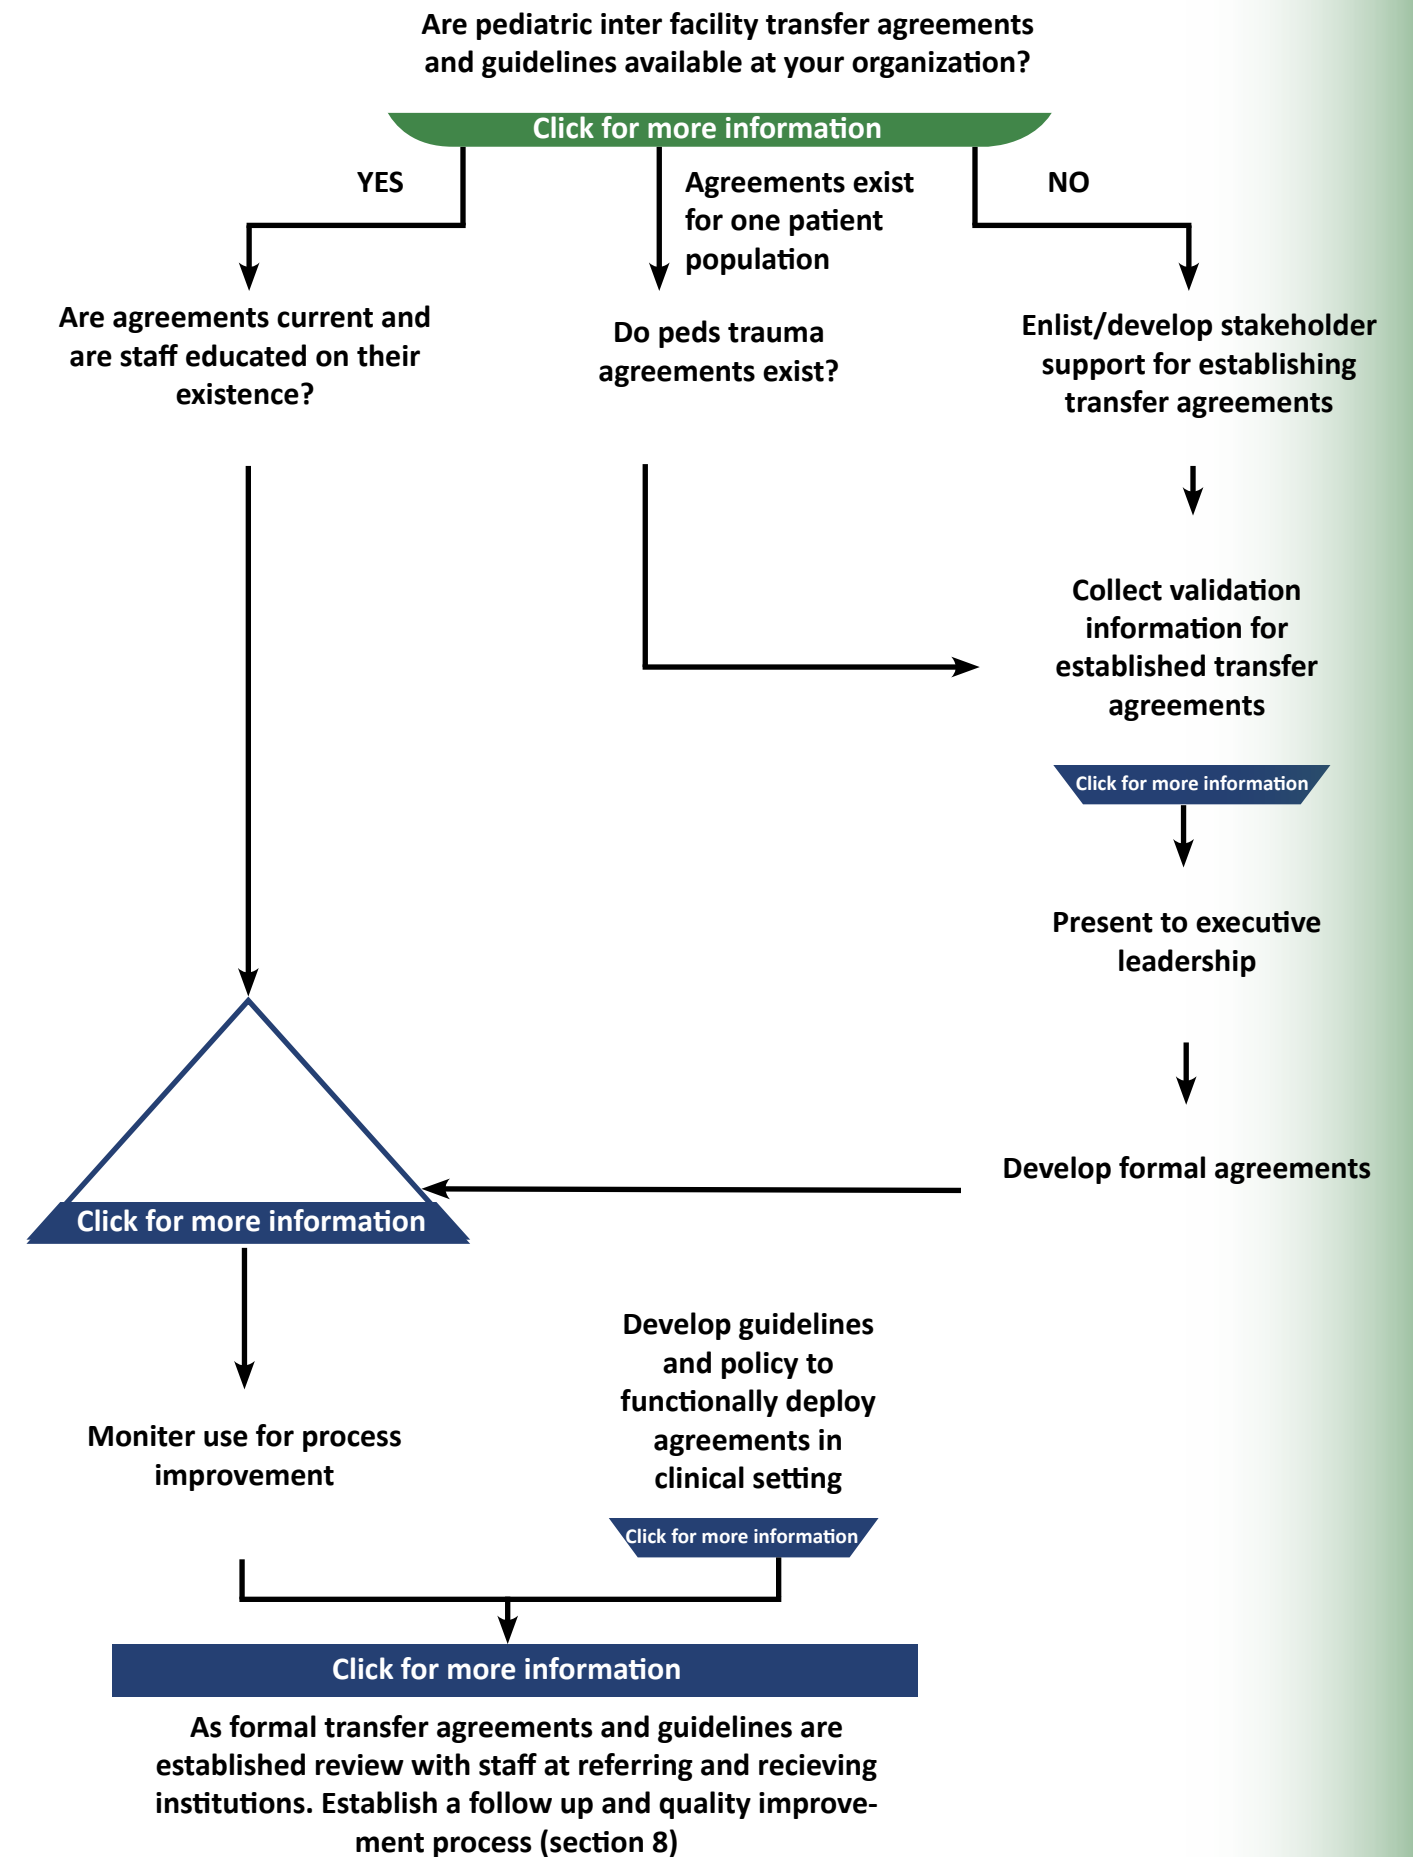 Are pediatric inter facility transfer agreements
and guidelines available at your organization?
Click for more information
YES
Agreements exist
for one patient
population
NO
Are agreements current and
are staff educated on their
existence?
Do peds trauma
agreements exist?
Enlist/develop stakeholder
support for establishing
transfer agreements
Collect validation
information for
established transfer
agreements
Click for more information
Present to executive
leadership
Develop formal agreements
Click for more information
Develop guidelines
and policy to
functionally deploy
agreements in
clinical setting
Click for more information
Moniter use for process
improvement
Click for more information
As formal transfer agreements and guidelines are
established review with staff at referring and recieving
institutions. Establish a follow up and quality improve-
ment process (section 8)